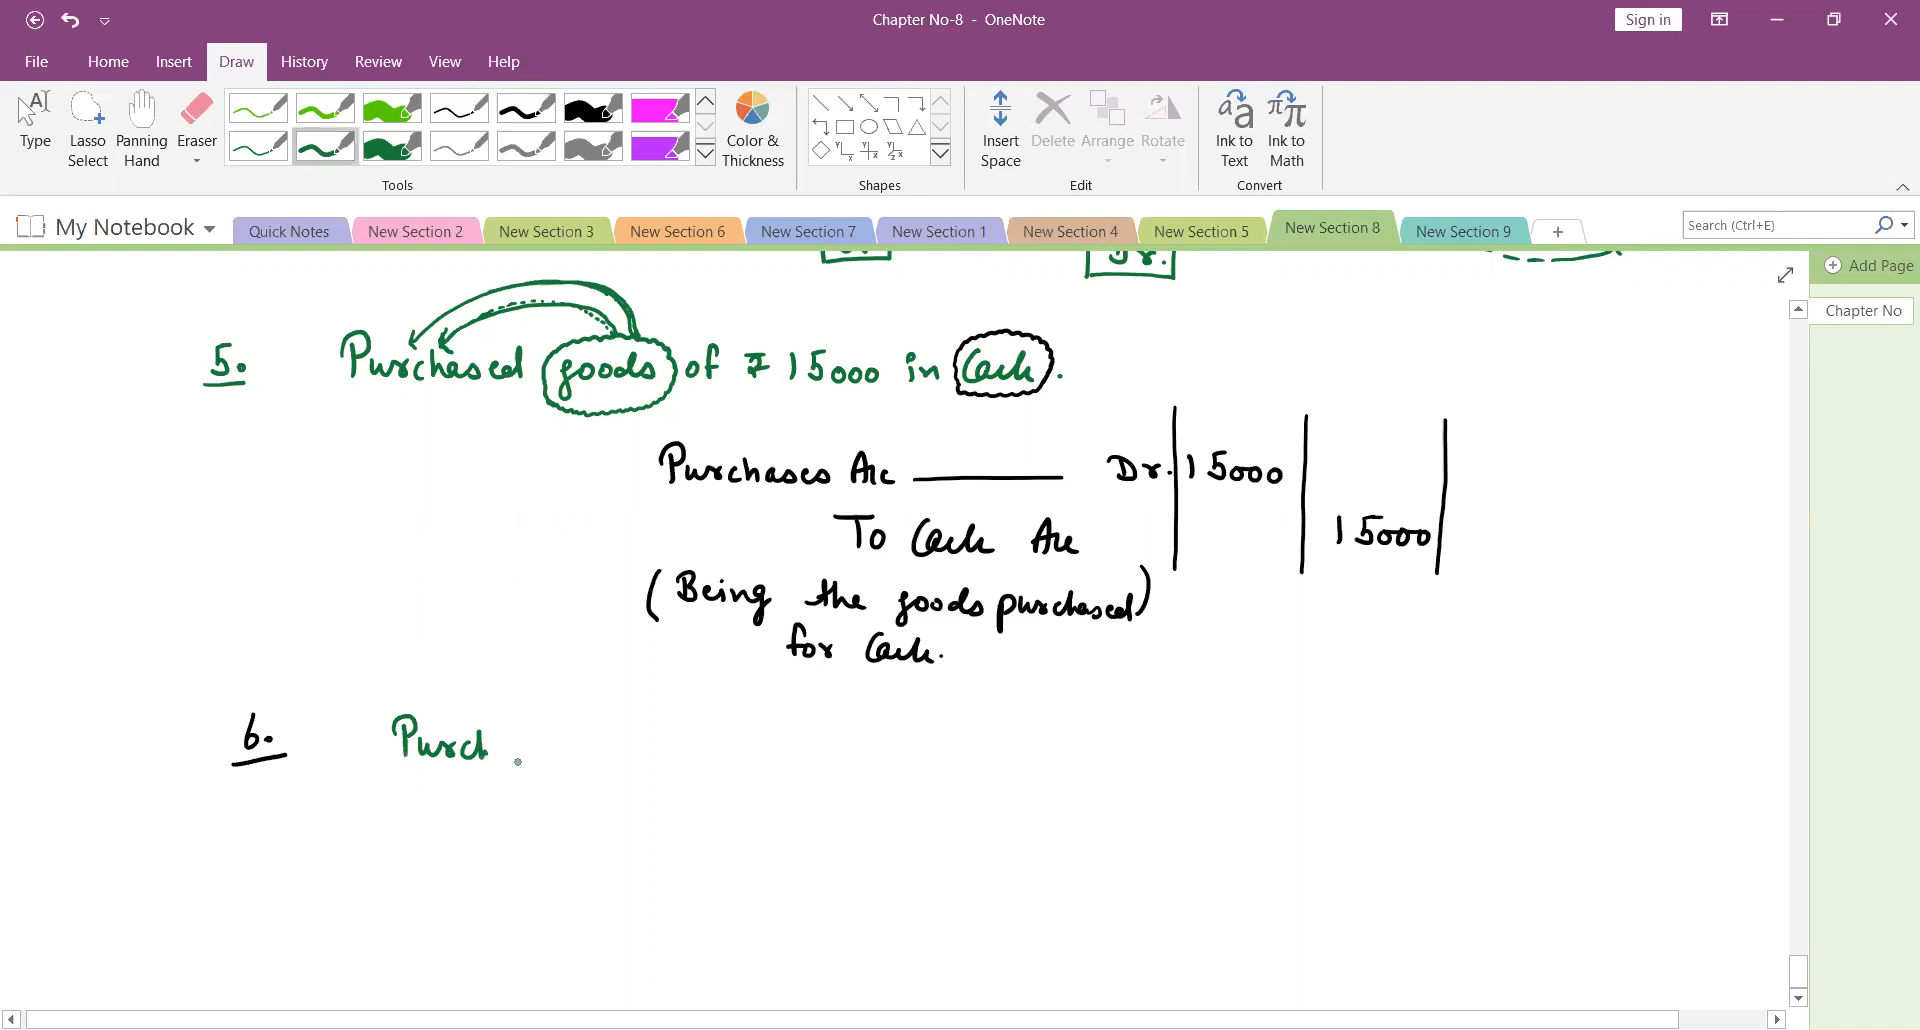 Chapter No-8 - OneNote
Sign in
File Home Insert Draw History Review View Help
Type
Lasso Select
Panning Hand
Eraser
Color & Thickness
Insert Space
Delete
Arrange
Rotate
Ink to Text
Ink to Math
Tools
Shapes
Edit
Convert
My Notebook
Quick Notes
New Section 2
New Section 3
New Section 6
New Section 7
New Section 1
New Section 4
New Section 5
New Section 8
New Section 9
Search (Ctrl+E)
Add Page
Chapter No
5. Purchased goods of ₹ 15000 in Cash.
Purchases A/c Dr. 15000
To Cash A/c 15000
(Being the goods purchased)
for Cash.
6. Purch